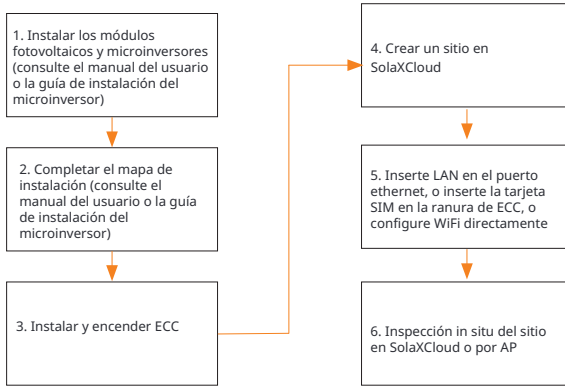 1. Instalar los módulos
fotovoltaicos y microinversores
(consulte el manual del usuario
o la guía de instalación del
microinversor)
2. Completar el mapa de
instalación (consulte el
manual del usuario o la guía
de instalación del
microinversor)
3. Instalar y encender ECC
4. Crear un sitio en
SolaXCloud
5. Inserte LAN en el puerto
ethernet, o inserte la tarjeta
SIM en la ranura de ECC, o
configure WiFi directamente
6. Inspección in situ del sitio
en SolaXCloud o por AP